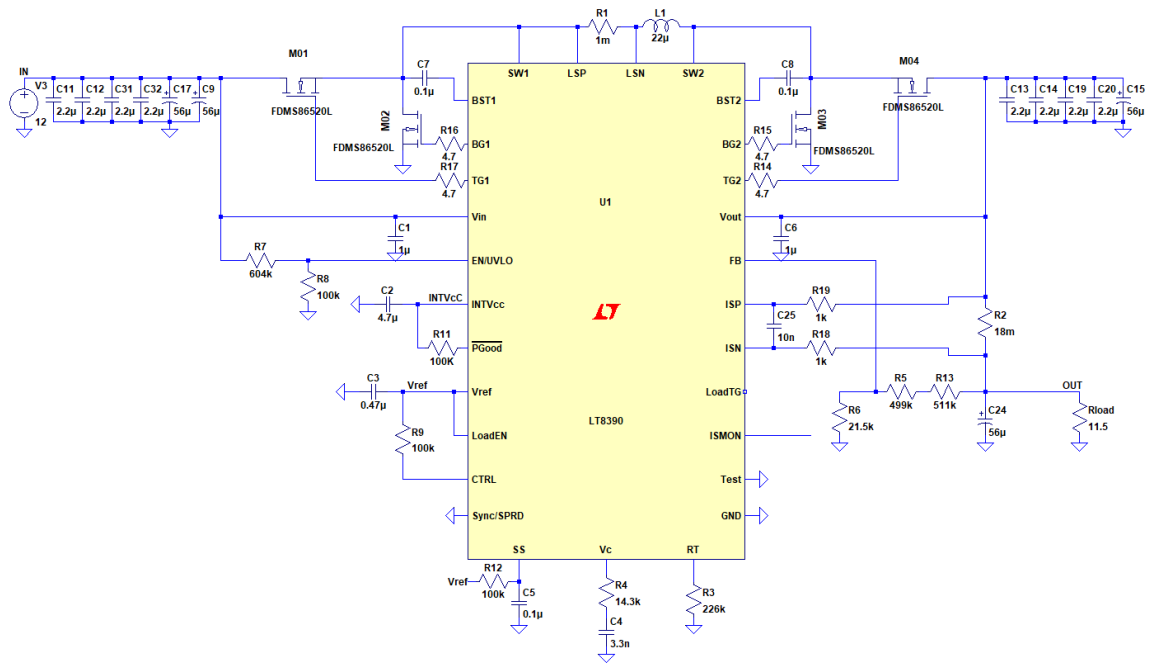 R1
L1
1m
22µ
M01
M04
IN
V3
C11
C12
C31
C32
C17
C9
2.2µ
2.2µ
2.2µ
2.2µ
56µ
56µ
12
+
+
FDMS86520L
C7
0.1µ
SW1
LSP
LSN
SW2
C8
0.1µ
FDMS86520L
C13
C14
C19
C20
C15
2.2µ
2.2µ
2.2µ
2.2µ
56µ
+
BST1
BST2
M02
M03
FDMS86520L
R16
4.7
BG1
BG2
R15
4.7
FDMS86520L
R17
4.7
TG1
TG2
R14
4.7
U1
Vin
Vout
C1
1µ
C6
1µ
R7
604k
EN/UVLO
FB
R8
100k
C2
4.7µ
INTVcC
INTVcc
ISP
R19
1k
C25
10n
R2
18m
R11
100K
PGood
ISN
R18
1k
C3
0.47µ
Vref
Vref
LoadTG
R5
499k
R13
511k
OUT
R6
21.5k
C24
56µ
+
Rload
11.5
R9
100k
LoadEN
LT8390
ISMON
CTRL
Test
Sync/SPRD
GND
SS
Vc
RT
Vref
R12
100k
C5
0.1µ
R4
14.3k
R3
226k
C4
3.3n